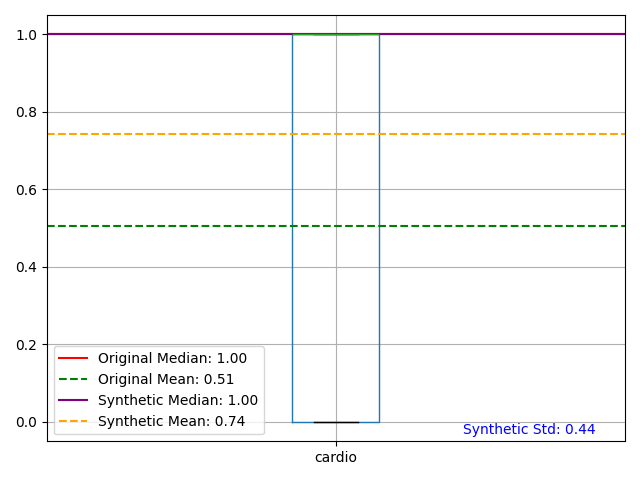 1.0
0.8
0.6
0.4
0.2
0.0
Original Median: 1.00
Original Mean: 0.51
Synthetic Median: 1.00
Synthetic Mean: 0.74
Synthetic Std: 0.44
cardio